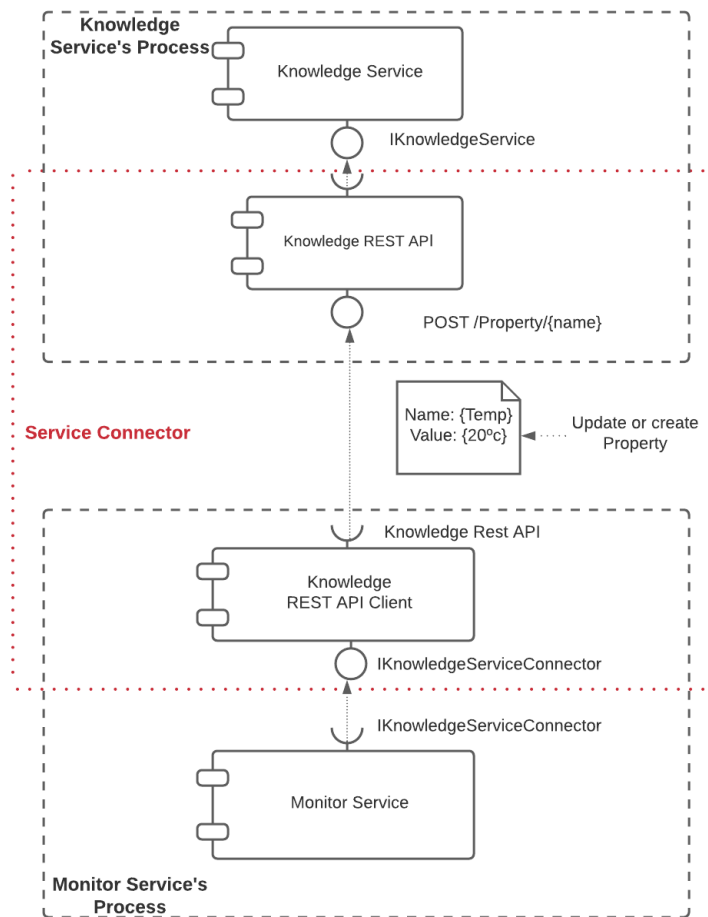 Knowledge
Service's Process
Knowledge Service
IKnowledgeService
Knowledge REST API
POST /Property/{name}
Name: {Temp}
Value: {20ºc}
Update or create
Property
Service Connector
Knowledge Rest API
Knowledge
REST API Client
IKnowledgeServiceConnector
IKnowledgeServiceConnector
Monitor Service
Monitor Service's
Process